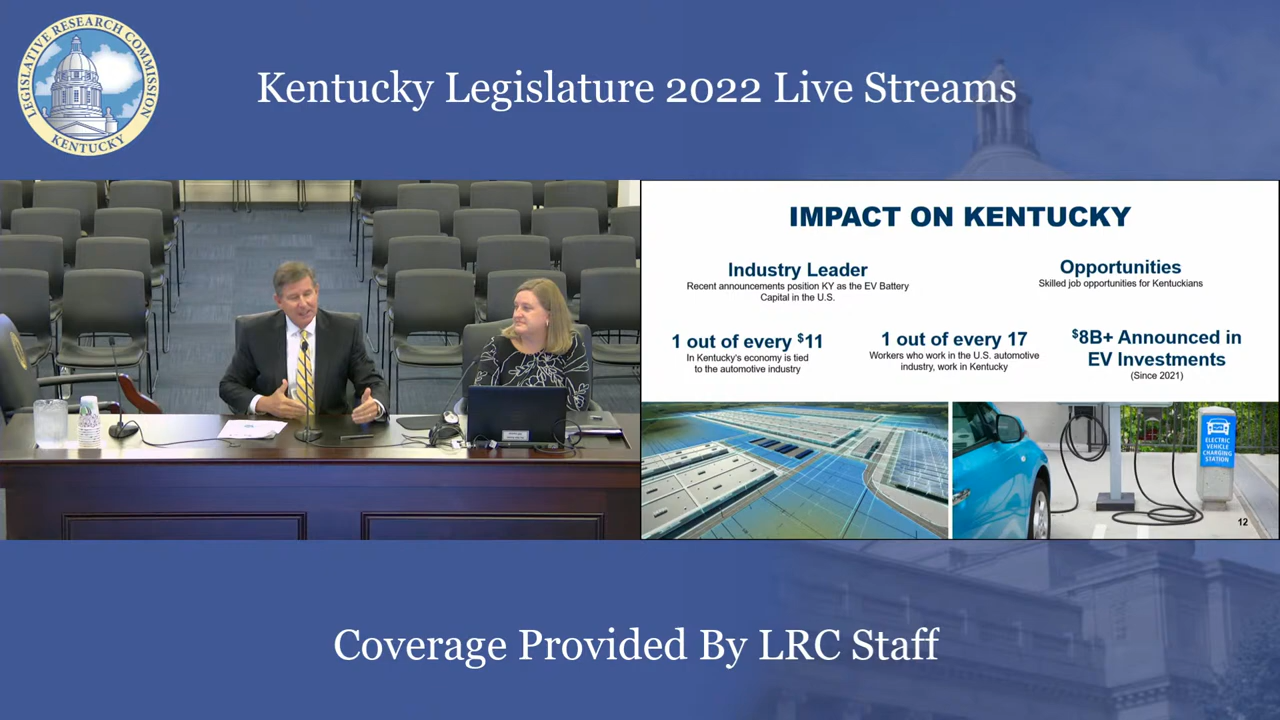 LEGISLATIVE RESEARCH COMMISSION
KENTUCKY
Kentucky Legislature 2022 Live Streams
IMPACT ON KENTUCKY
Industry Leader
Recent announcements position KY as the EV Battery
Capital in the U.S.
Opportunities
Skilled job opportunities for Kentuckians
1 out of every $11
In Kentucky's economy is tied
to the automotive industry
1 out of every 17
Workers who work in the U.S. automotive
industry, work in Kentucky
$8B+ Announced in
EV Investments
(Since 2021)
ELECTRIC
VEHICLE
CHARGING
STATION
12
Coverage Provided By LRC Staff